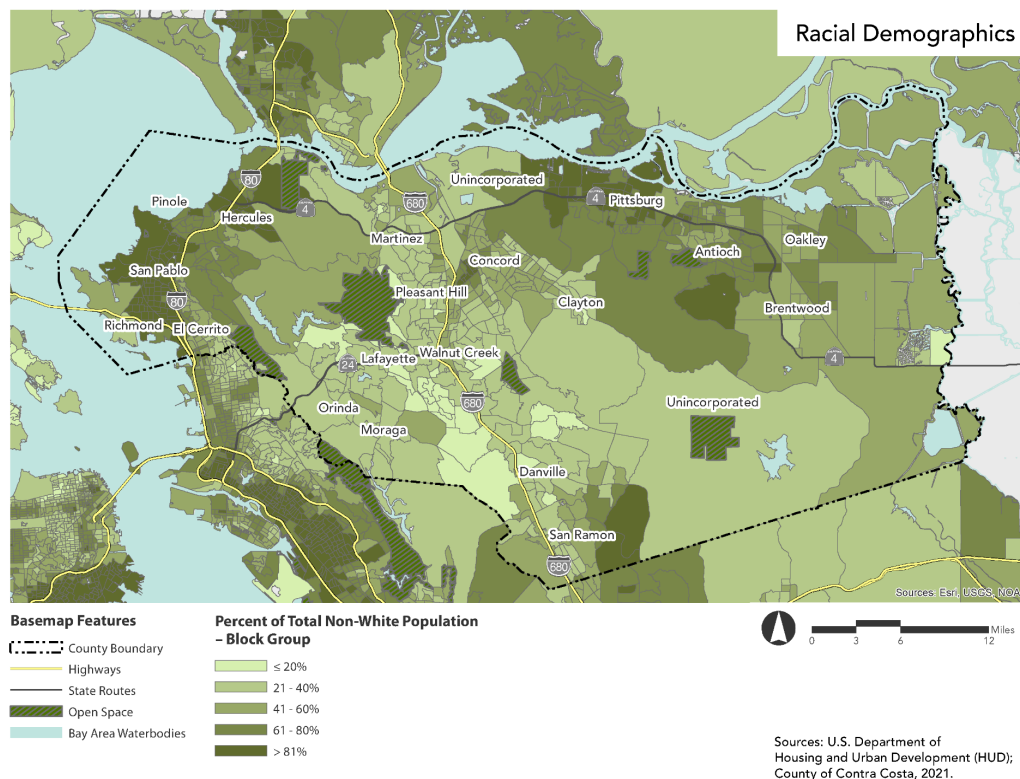 Racial Demographics
80
Pinole
Hercules
4
680
Unincorporated
4
Pittsburg
Martinez
Concord
Antioch
Oakley
San Pablo
80
Pleasant Hill
Clayton
Brentwood
Richmond
El Cerrito
24
Lafayette
Walnut Creek
4
680
Orinda
Moraga
Unincorporated
Danville
San Ramon
680
Sources: Esri, USGS, NOA
Basemap Features
County Boundary
Highways
State Routes
Open Space
Bay Area Waterbodies
Percent of Total Non-White Population
– Block Group
≤ 20%
21 - 40%
41 - 60%
61 - 80%
> 81%
Miles
0 3 6 12
Sources: U.S. Department of
Housing and Urban Development (HUD);
County of Contra Costa, 2021.